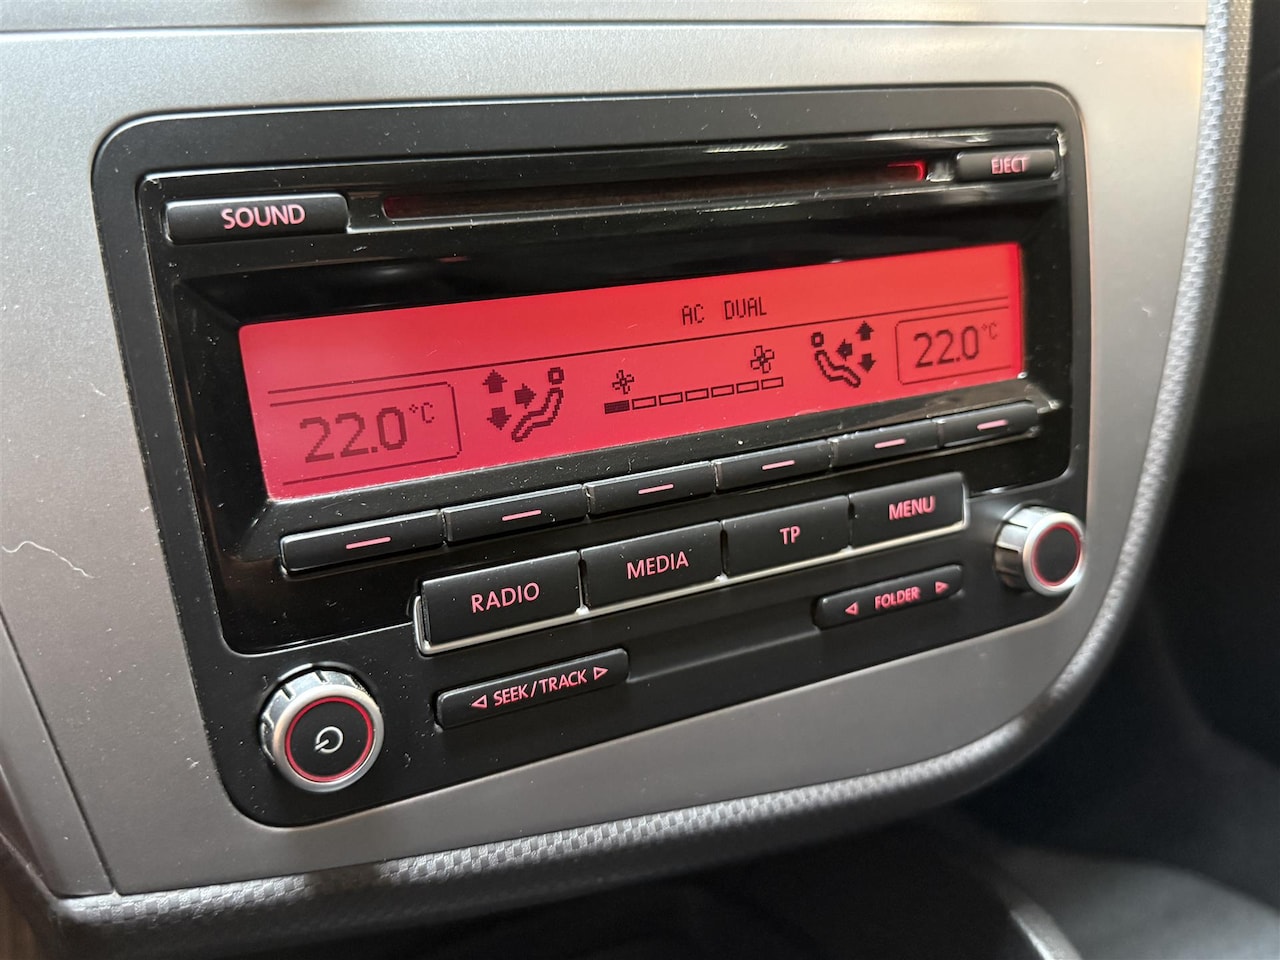 EJECT
SOUND
AC DUAL
22.0°C
22.0°C
RADIO
MEDIA
TP
MENU
FOLDER
SEEK/TRACK